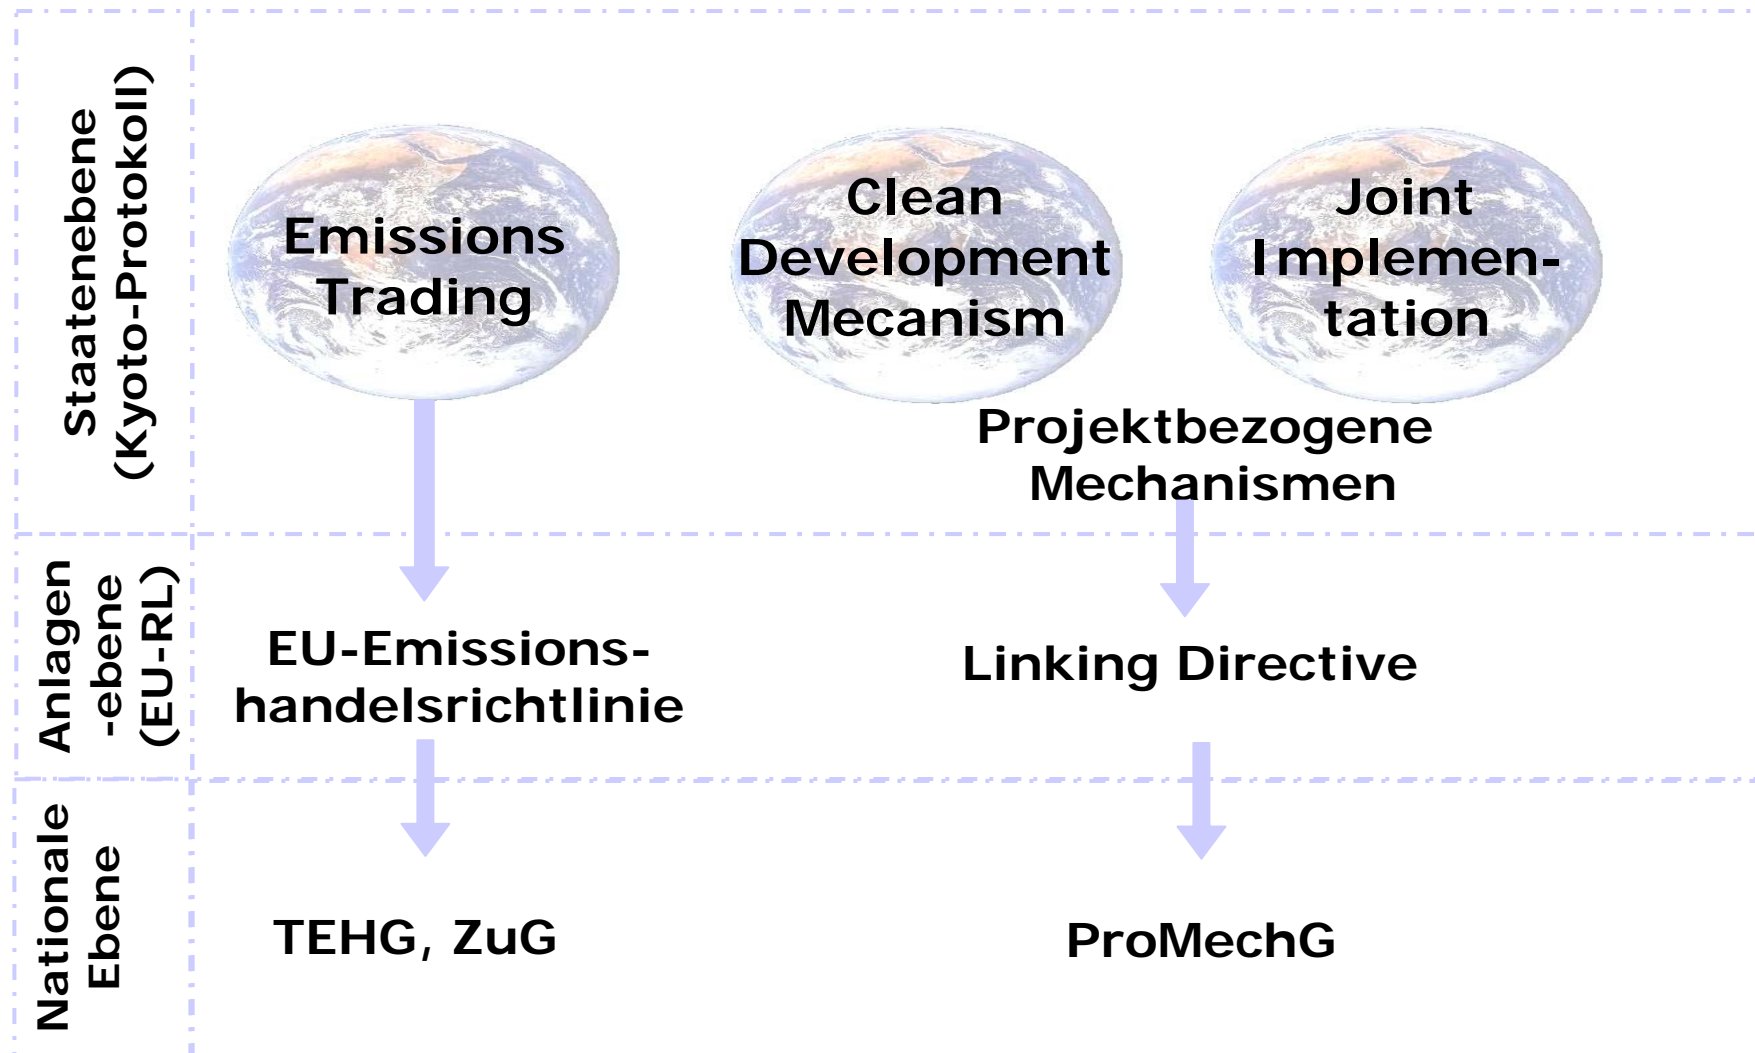 Staatenebene
(Kyoto-Protokoll)
Emissions
Trading
Clean
Development
Mecanism
Joint
Implemen-
tation
Projektbezogene
Mechanismen
Anlagen
-ebene
(EU-RL)
EU-Emissions-
handelsrichtlinie
Linking Directive
Nationale
Ebene
TEHG, ZuG
ProMechG